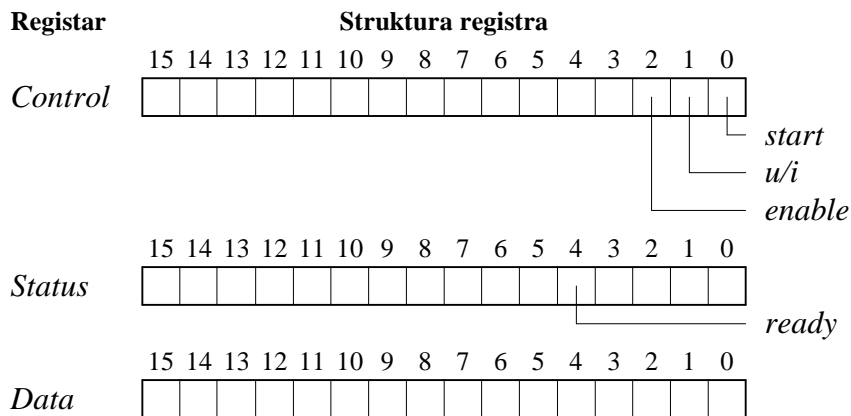 Registar Struktura registra
15 14 13 12 11 10 9 8 7 6 5 4 3 2 1 0
Control
start
u/i
enable
15 14 13 12 11 10 9 8 7 6 5 4 3 2 1 0
Status
ready
15 14 13 12 11 10 9 8 7 6 5 4 3 2 1 0
Data